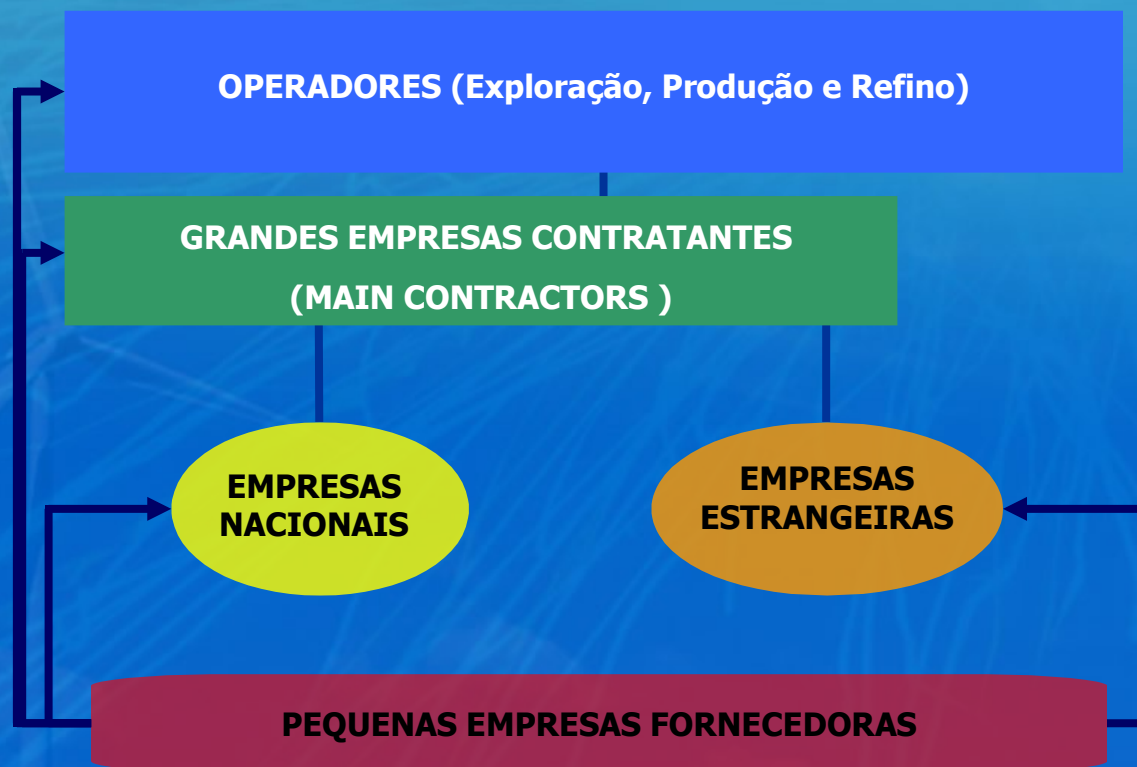 OPERADORES (Exploração, Produção e Refino)
GRANDES EMPRESAS CONTRATANTES
(MAIN CONTRACTORS )
EMPRESAS
NACIONAIS
EMPRESAS
ESTRANGEIRAS
PEQUENAS EMPRESAS FORNECEDORAS